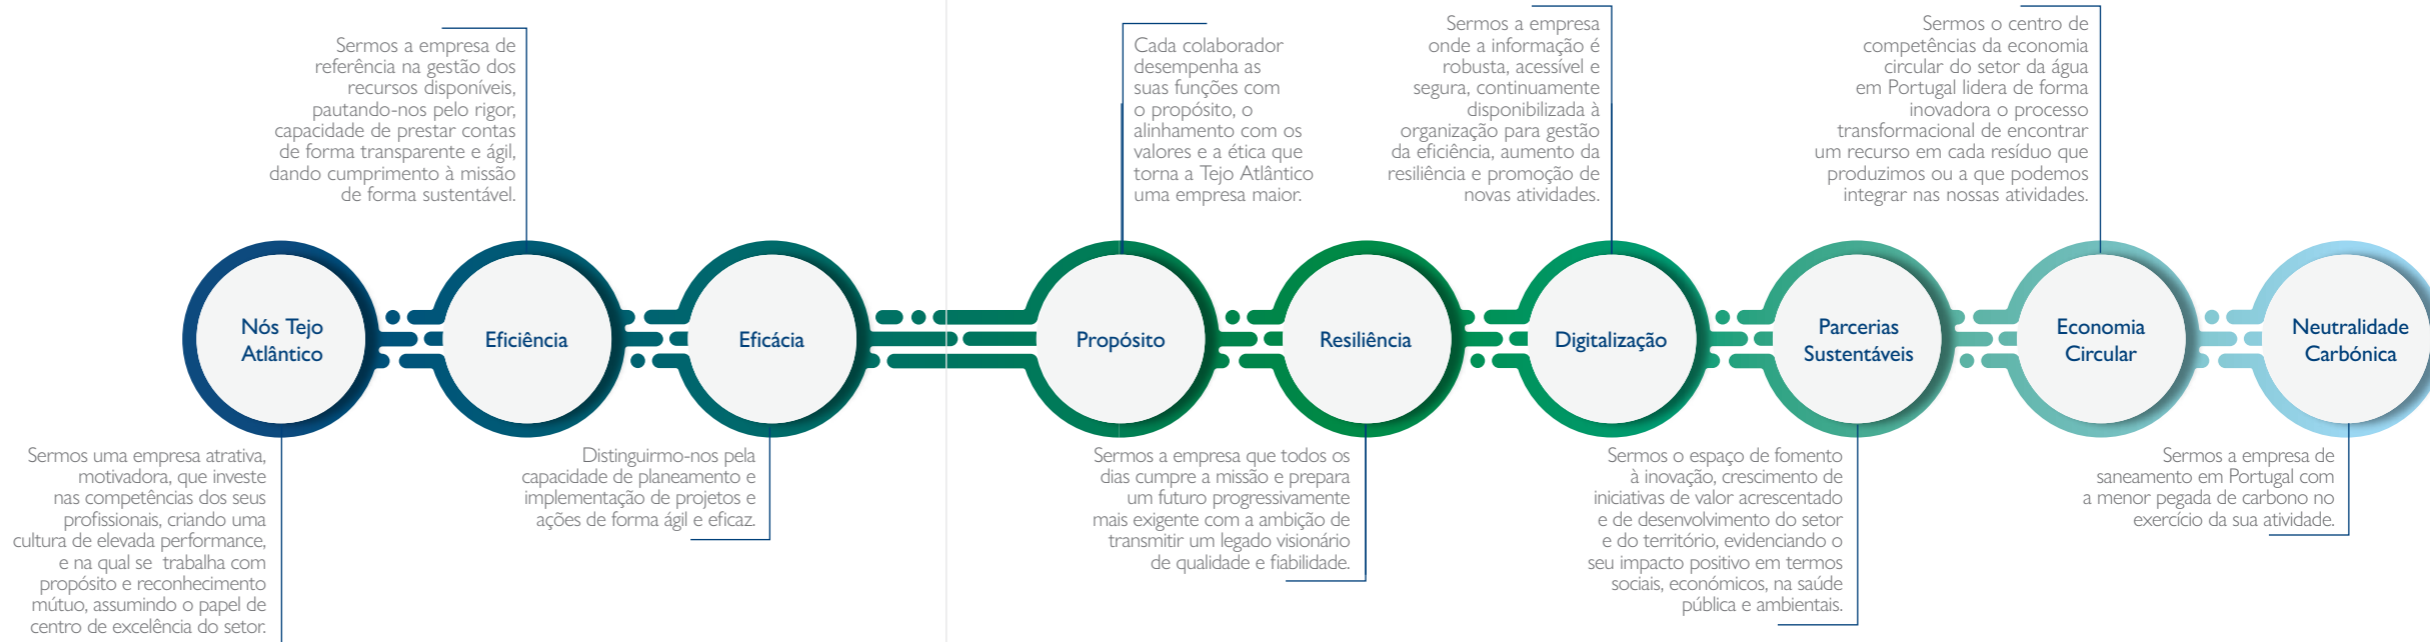 Sermos a empresa de
referência na gestão dos
recursos disponíveis,
pautando-nos pelo rigor,
capacidade de prestar contas
de forma transparente e ágil,
dando cumprimento à missão
de forma sustentável.
Cada colaborador
desempenha as
suas funções com
o propósito, o
alinhamento com os
valores e a ética que
torna a Tejo Atlântico
uma empresa maior.
Sermos a empresa
onde a informação é
robusta, acessível e
segura, continuamente
disponibilizada à
organização para gestão
da eficiência, aumento da
resiliência e promoção de
novas atividades.
Sermos o centro de
competências da economia
circular do setor da água
em Portugal lidera de forma
inovadora o processo
transformacional de encontrar
um recurso em cada resíduo que
produzimos ou a que podemos
integrar nas nossas atividades.
Nós Tejo
Atlântico
Eficiência
Eficácia
Propósito
Resiliência
Digitalização
Parcerias
Sustentáveis
Economia
Circular
Neutralidade
Carbónica
Sermos uma empresa atrativa,
motivadora, que investe
nas competências dos seus
profissionais, criando uma
cultura de elevada performance,
e na qual se trabalha com
propósito e reconhecimento
mútuo, assumindo o papel de
centro de excelência do setor.
Distinguirmo-nos pela
capacidade de planeamento e
implementação de projetos e
ações de forma ágil e eficaz.
Sermos a empresa que todos os
dias cumpre a missão e prepara
um futuro progressivamente
mais exigente com a ambição de
transmitir um legado visionário
de qualidade e fiabilidade.
Sermos o espaço de fomento
à inovação, crescimento de
iniciativas de valor acrescentado
e de desenvolvimento do setor
e do território, evidenciando o
seu impacto positivo em termos
sociais, económicos, na saúde
pública e ambientais.
Sermos a empresa de
saneamento em Portugal com
a menor pegada de carbono no
exercício da sua atividade.